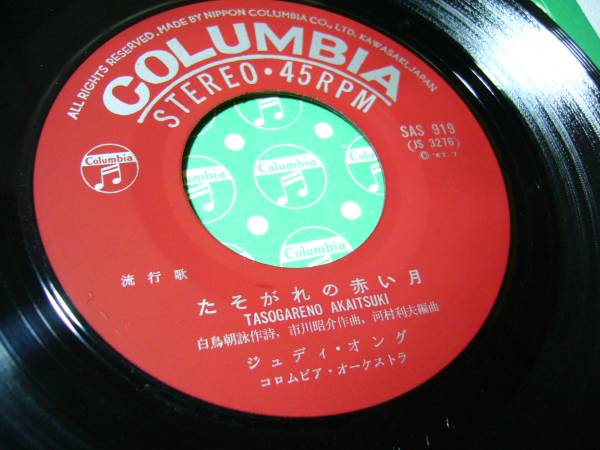 ALL RIGHTS RESERVED, MADE BY NIPPON COLUMBIA CO., LTD. KAWASAKI, JAPAN
COLUMBIA
STEREO・45RPM
SAS 919
(JS 3276)
Ⓟ'67.7
Columbia
Columbia
Columbia
流行歌
たそがれの赤い月
TASOGARENO AKAITSUKI
白鳥朝詠作詩, 市川昭介作曲, 河村利夫編曲
ジュディ・オング
コロムビア・オーケストラ